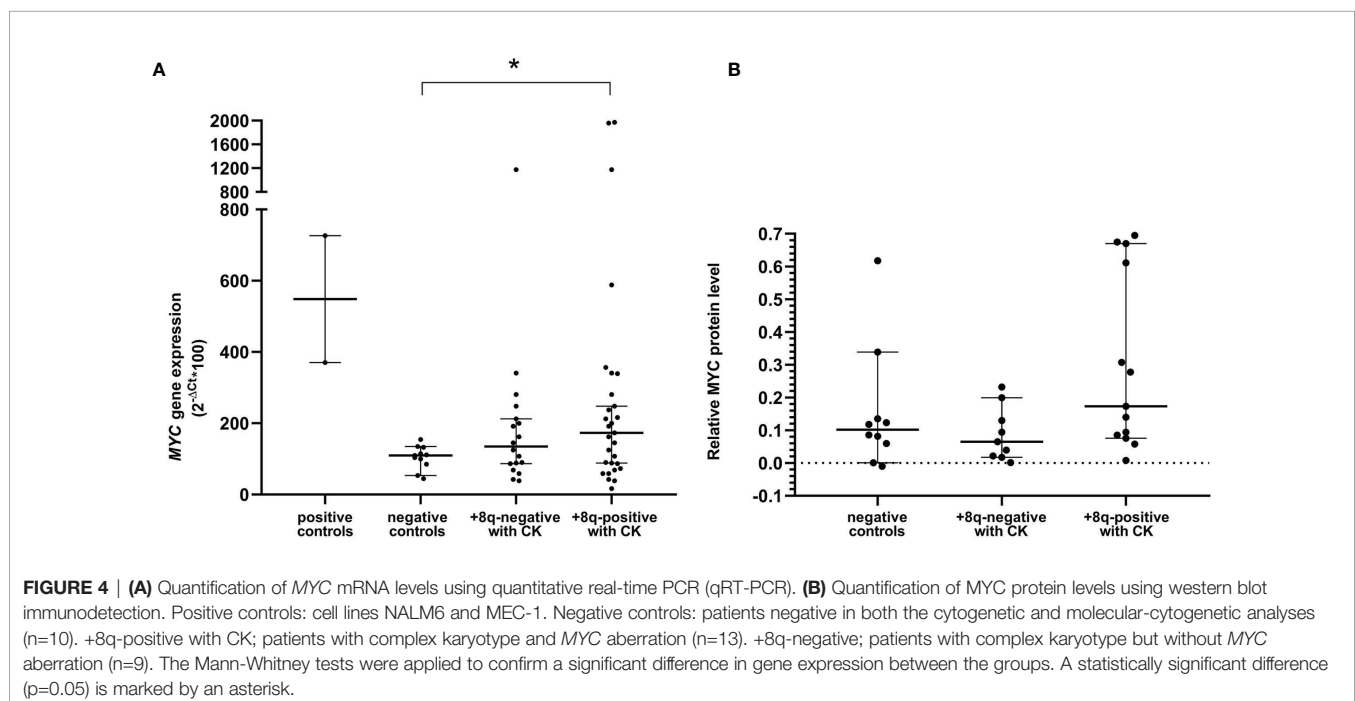 A
*
B
2000
1600
1200
800
800
600
400
200
0
MYC gene expression
(2-ΔCt*100)
positive controls
negative controls
+8q-negative with CK
+8q-positive with CK
0.7
0.6
0.5
0.4
0.3
0.2
0.1
0.0
-0.1
Relative MYC protein level
negative controls
+8q-negative with CK
+8q-positive with CK
FIGURE 4 | (A) Quantification of MYC mRNA levels using quantitative real-time PCR (qRT-PCR). (B) Quantification of MYC protein levels using western blot
immunodetection. Positive controls: cell lines NALM6 and MEC-1. Negative controls: patients negative in both the cytogenetic and molecular-cytogenetic analyses
(n=10). +8q-positive with CK; patients with complex karyotype and MYC aberration (n=13). +8q-negative; patients with complex karyotype but without MYC
aberration (n=9). The Mann-Whitney tests were applied to confirm a significant difference in gene expression between the groups. A statistically significant difference
(p=0.05) is marked by an asterisk.